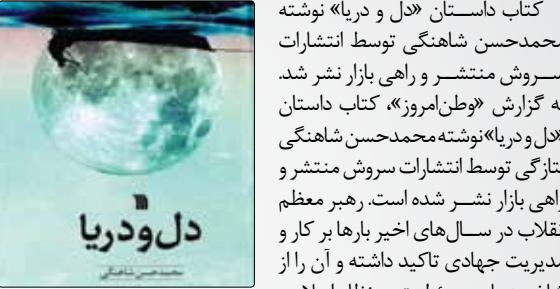 کتاب داستان «دل و دریا» نوشته
محمدحسن شاهنگی توسط انتشارات
سروش منتشر و راهی بازار نشر شد.
به گزارش «وطن‌امروز»، کتاب داستان
«دل و دریا» نوشته محمدحسن شاهنگی
بتازگی توسط انتشارات سروش منتشر و
راهی بازار نشر شده است. رهبر معظم
انقلاب در سال‌های اخیر بارها بر کار و
مدیریت جهادی تاکید داشته و آن را از
دل‌ودریا
محمدحسن شاهنگی